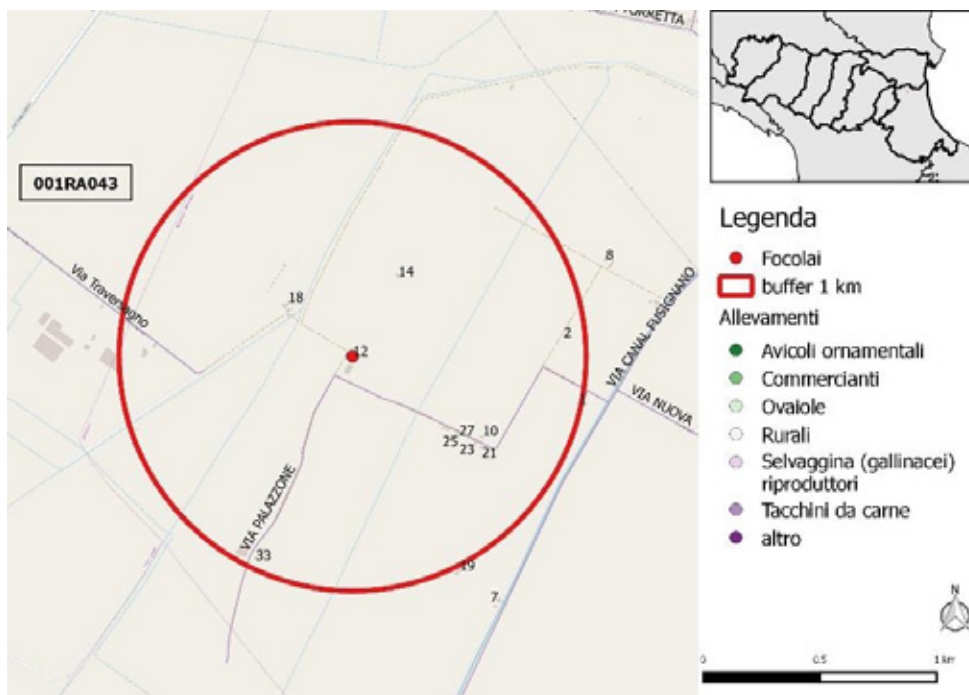 TORRETTA
001RA043
Via Traversagno
8
14
18
VIA CANAL FUSIGNANO
2
12
VIA NUOVA
27 10
25 23 21
VIA PALAZZONE
33
19
7
Legenda
Focolai
buffer 1 km
Allevamenti
Avicoli ornamentali
Commercianti
Ovaiole
Rurali
Selvaggina (gallinacei)
riproduttori
Tacchini da carne
altro
N
0 0.5 1 km